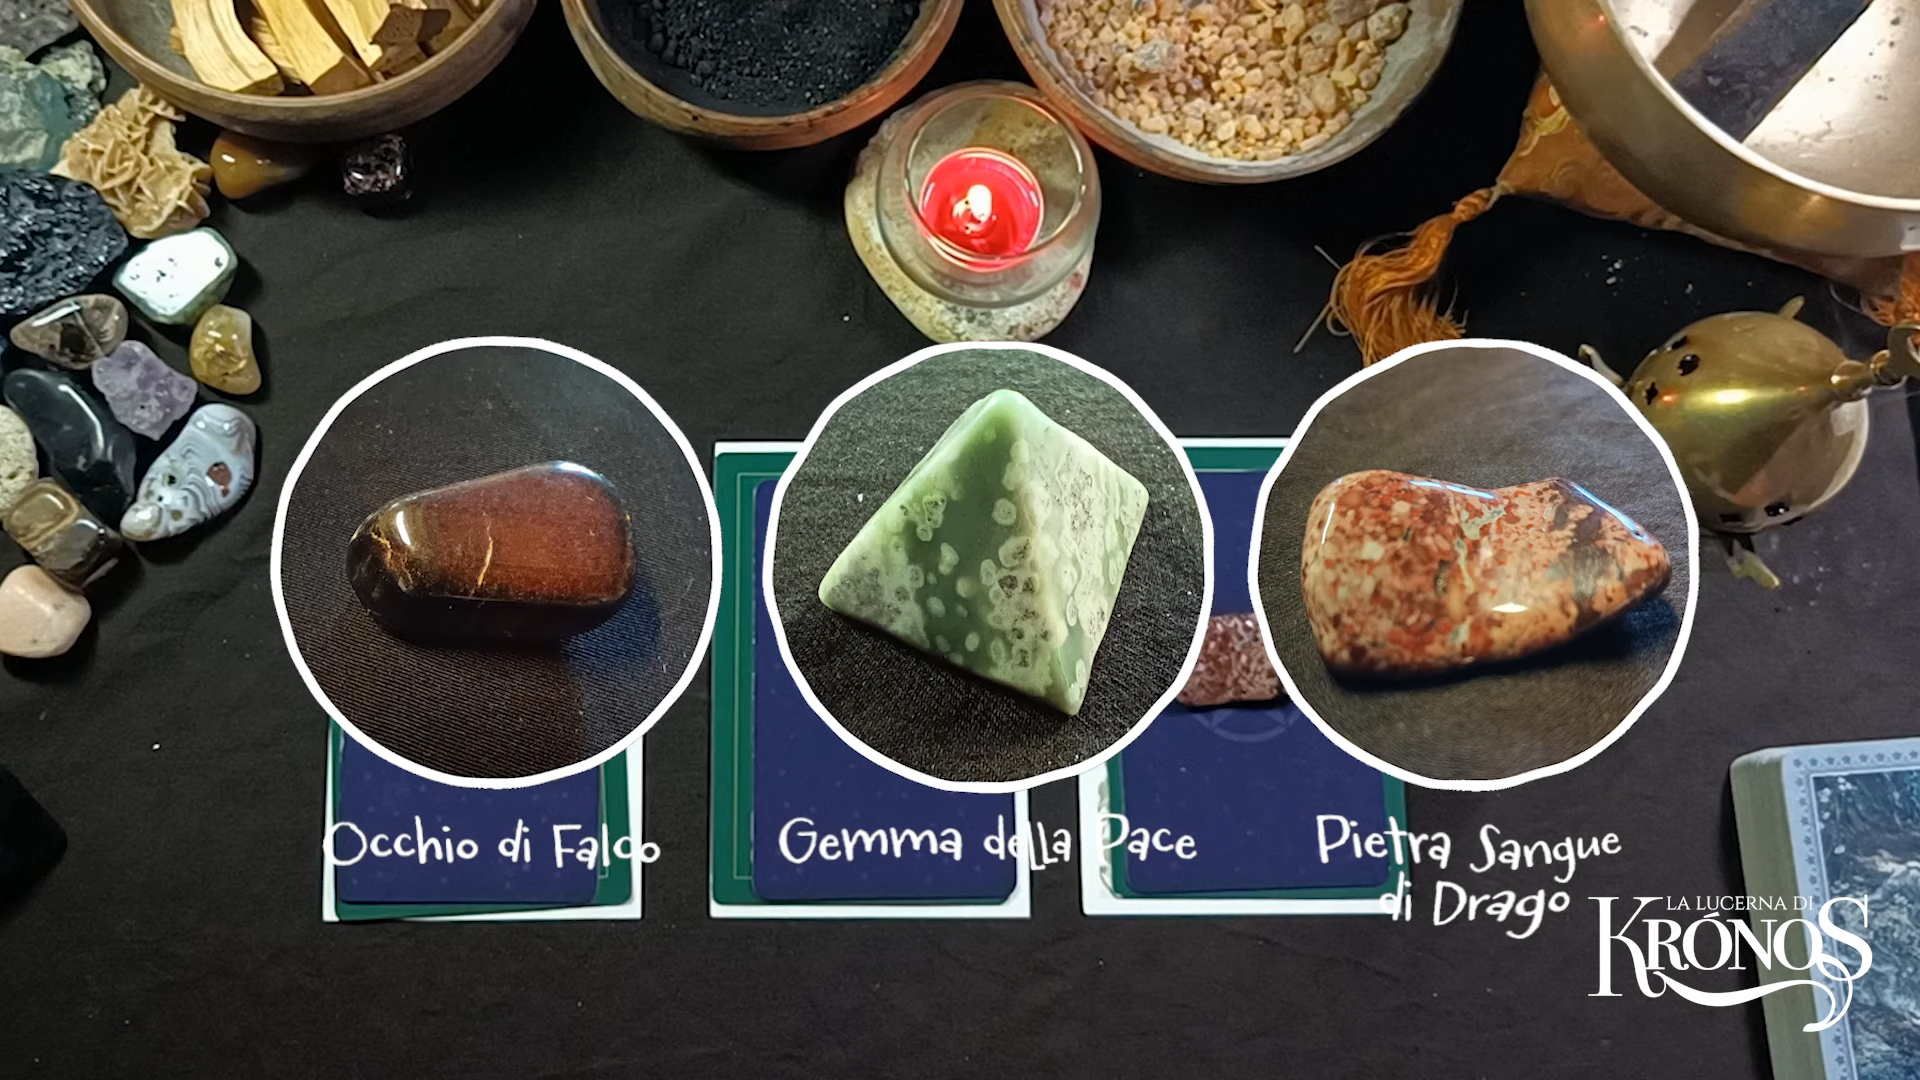 Occhio di Falco
Gemma della Pace
Pietra Sangue
di Drago
LA LUCERNA DI
KRÓNOS